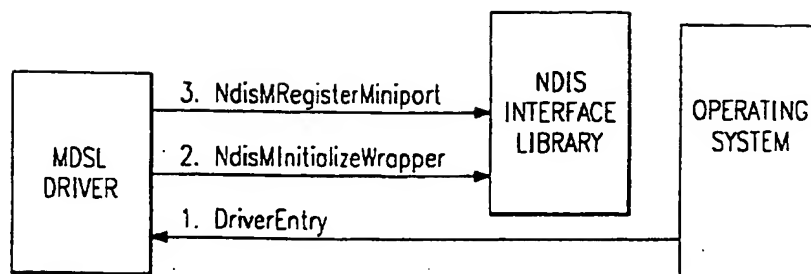 NDIS
INTERFACE
LIBRARY
OPERATING
SYSTEM
MDSL
DRIVER
3. NdisMRegisterMiniport
2. NdisMInitializeWrapper
1. DriverEntry